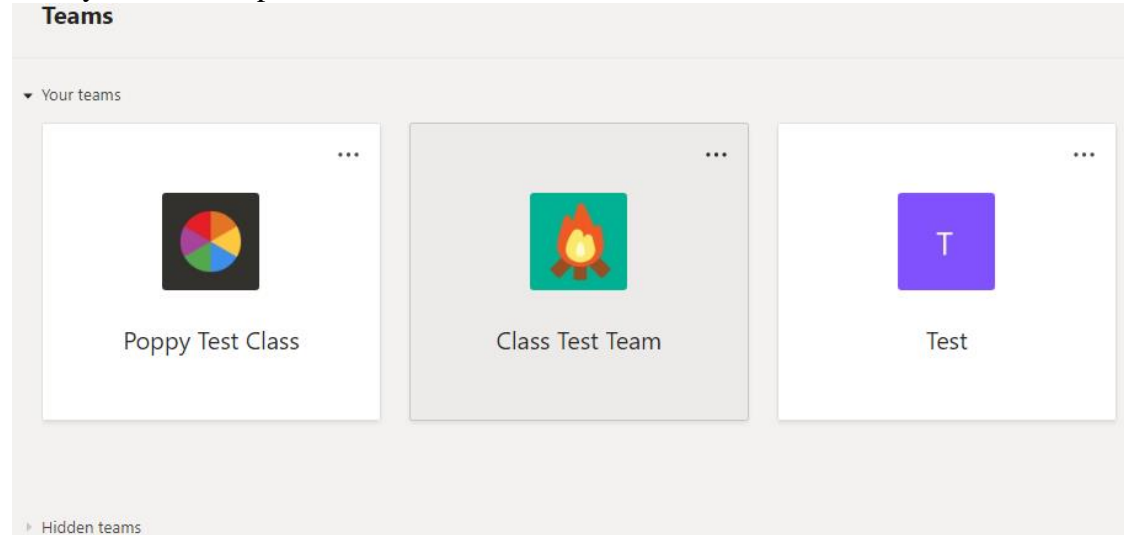 Teams
Your teams
...
...
...
T
Poppy Test Class
Class Test Team
Test
Hidden teams